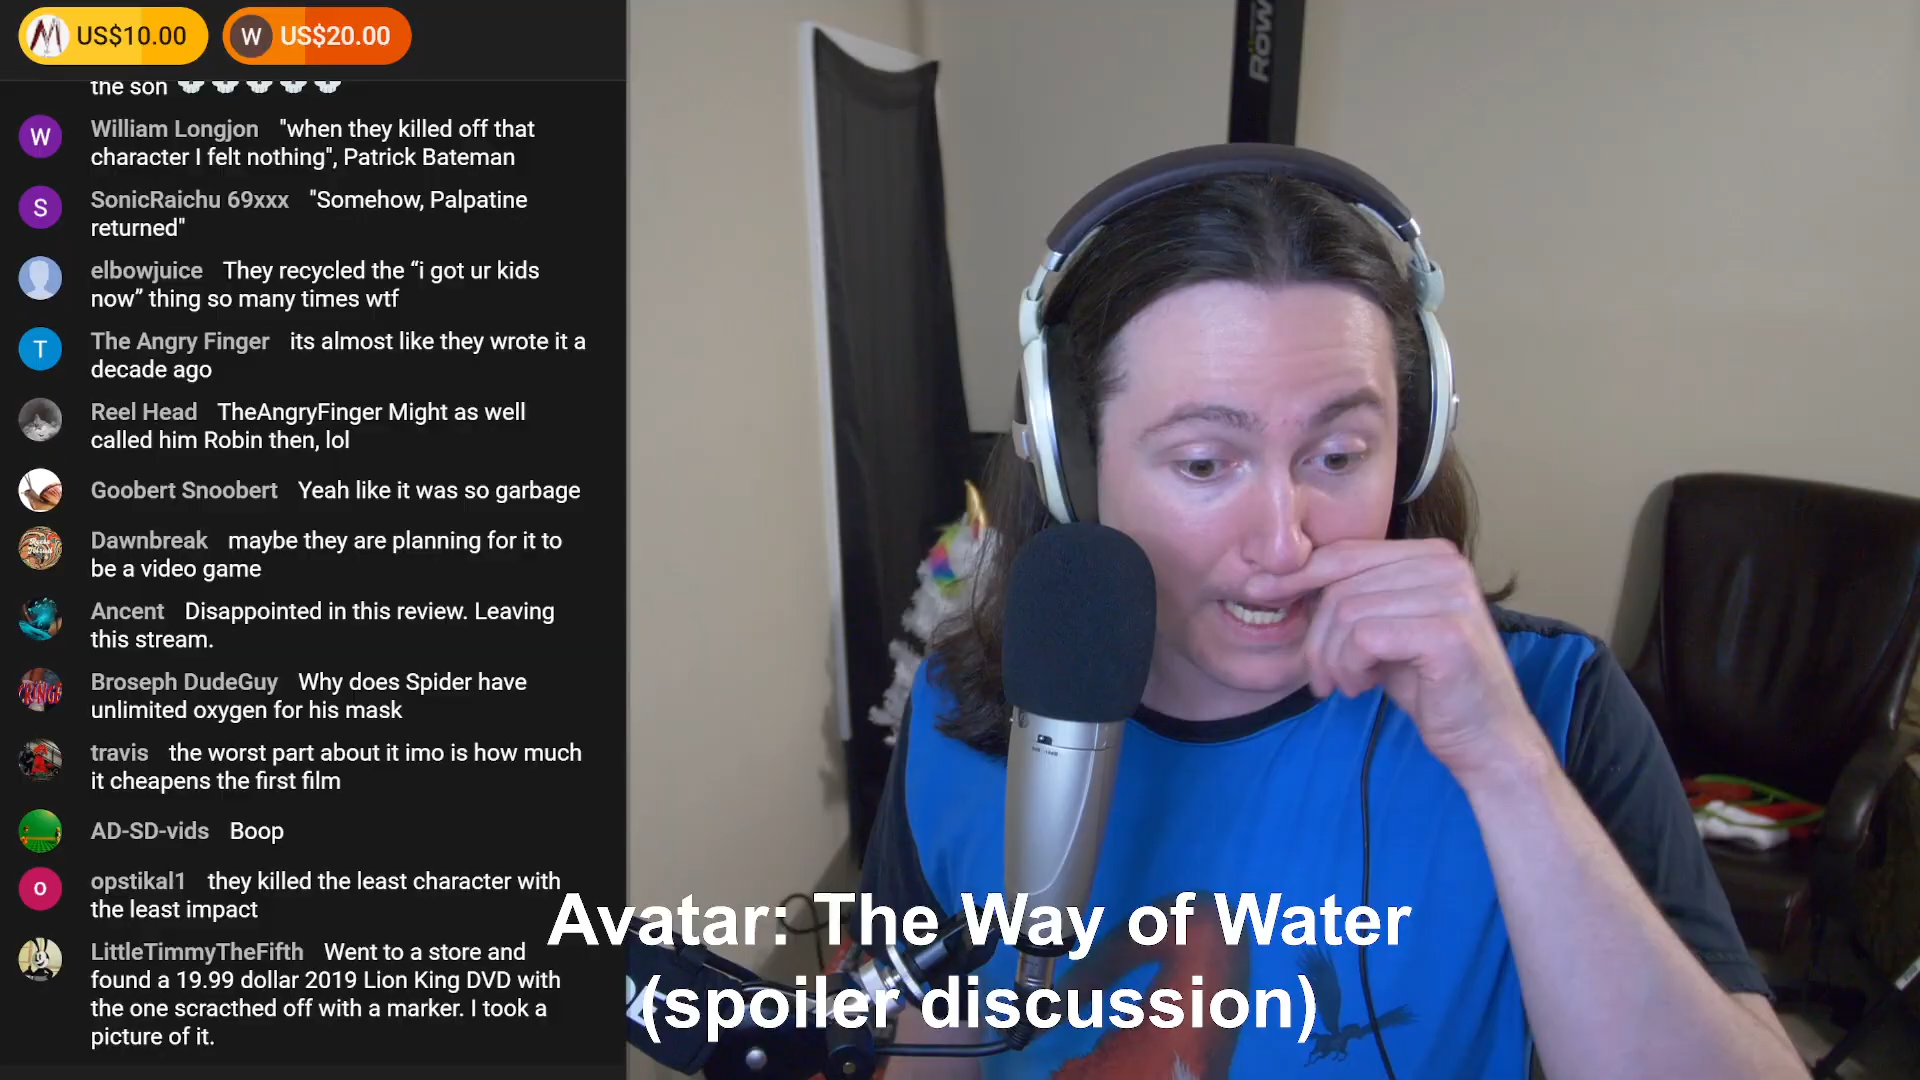 US$10.00
W US$20.00
ROW
the son
W William Longjon "when they killed off that
character I felt nothing", Patrick Bateman
S SonicRaichu 69xxx "Somehow, Palpatine
returned"
elbowjuice They recycled the “i got ur kids
now” thing so many times wtf
T The Angry Finger its almost like they wrote it a
decade ago
Reel Head TheAngryFinger Might as well
called him Robin then, lol
Goobert Snoobert Yeah like it was so garbage
Dawnbreak maybe they are planning for it to
be a video game
Ancent Disappointed in this review. Leaving
this stream.
Broseph DudeGuy Why does Spider have
unlimited oxygen for his mask
travis the worst part about it imo is how much
it cheapens the first film
AD-SD-vids Boop
o opstikal1 they killed the least character with
the least impact
LittleTimmyTheFifth Went to a store and
found a 19.99 dollar 2019 Lion King DVD with
the one scracthed off with a marker. I took a
picture of it.
Avatar: The Way of Water
(spoiler discussion)